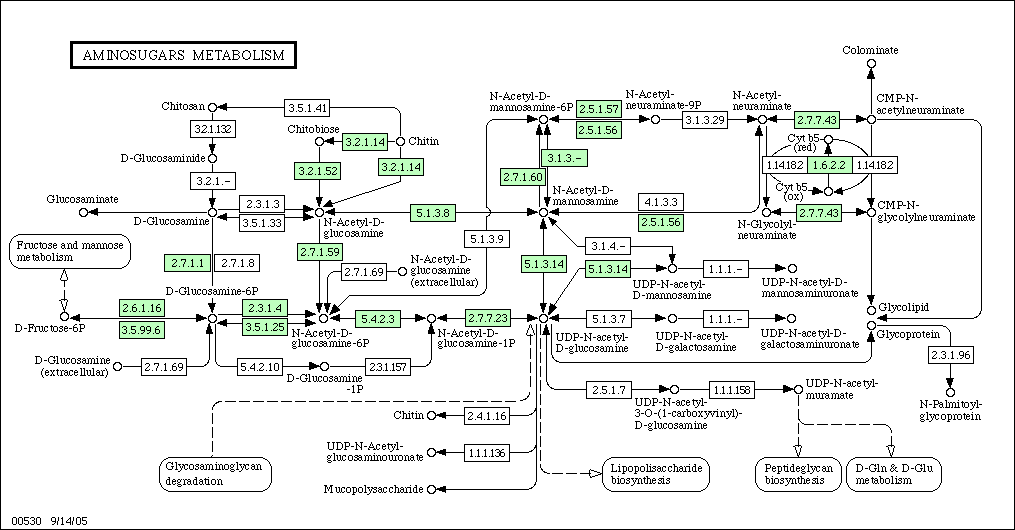 AMINOSUGARS METABOLISM
Colominate
Chitosan
3.5.1.41
N-Acetyl-D-
mannosamine-6P
2.5.1.57
2.5.1.56
N-Acetyl-
neuraminate-9P
3.1.3.29
N-Acetyl-
neuraminate
2.7.7.43
CMP-N-
acetylneuraminate
3.2.1.132
Chitobiose
3.2.1.14
Chitin
Cyt b5
(red)
1.14.18.2
1.6.2.2
1.14.18.2
Cyt b5
(ox)
D-Glucosaminide
3.2.1.-
3.2.1.52
3.2.1.14
3.1.3.-
2.7.1.60
N-Acetyl-D-
mannosamine
4.1.3.3
2.5.1.56
Glucosaminate
D-Glucosamine
2.3.1.3
3.5.1.33
N-Acetyl-D-
glucosamine
5.1.3.8
5.1.3.9
N-Glycolyl-
neuraminate
2.7.7.43
CMP-N-
glycolylneuraminate
Fructose and mannose
metabolism
2.7.1.1
2.7.1.8
2.7.1.59
2.7.1.69
N-Acetyl-D-
glucosamine
(extracellular)
5.1.3.14
3.1.4.-
5.1.3.14
UDP-N-acetyl-
D-mannosamine
1.1.1.-
UDP-N-acetyl-D-
mannosaminuronate
D-Glucosamine-6P
D-Fructose-6P
2.6.1.16
3.5.99.6
2.3.1.4
3.5.1.25
N-Acetyl-D-
glucosamine-6P
5.4.2.3
N-Acetyl-D-
glucosamine-1P
2.7.7.23
5.1.3.7
UDP-N-acetyl-
D-glucosamine
UDP-N-acetyl-
D-galactosamine
1.1.1.-
UDP-N-acetyl-D-
galactosaminuronate
Glycolipid
Glycoprotein
2.3.1.96
N-Palmitoyl-
glycoprotein
D-Glucosamine
(extracellular)
2.7.1.69
5.4.2.10
D-Glucosamine
-1P
2.3.1.157
2.5.1.7
UDP-N-acetyl-
3-O-(1-carboxyvinyl)-
D-glucosamine
1.1.1.158
UDP-N-acetyl-
muramate
Chitin
2.4.1.16
UDP-N-Acetyl-
glucosaminouronate
1.1.1.136
Mucopolysaccharide
Glycosaminoglycan
degradation
Lipopolisaccharide
biosynthesis
Peptideglycan
biosynthesis
D-Gln & D-Glu
metabolism
00530 9/14/05